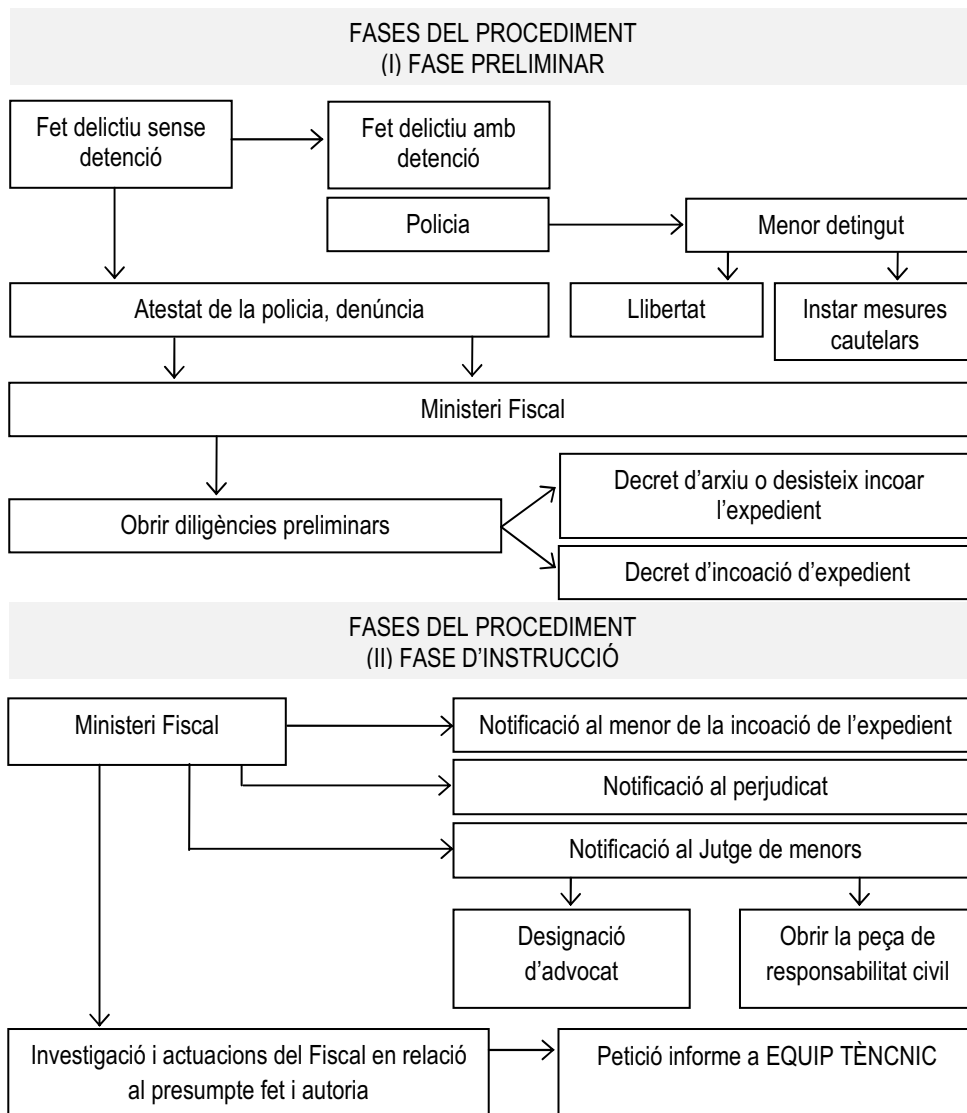 FASES DEL PROCEDIMENT
(I) FASE PRELIMINAR
Fet delictiu sense
detenció
Fet delictiu amb
detenció
Policia
Menor detingut
Atestat de la policia, denúncia
Llibertat
Instar mesures
cautelars
Ministeri Fiscal
Obrir diligències preliminars
Decret d’arxiu o desisteix incoar
l’expedient
Decret d’incoació d’expedient
FASES DEL PROCEDIMENT
(II) FASE D’INSTRUCCIÓ
Ministeri Fiscal
Notificació al menor de la incoació de l’expedient
Notificació al perjudicat
Notificació al Jutge de menors
Designació
d’advocat
Obrir la peça de
responsabilitat civil
Investigació i actuacions del Fiscal en relació
al presumpte fet i autoria
Petició informe a EQUIP TÈNCNIC